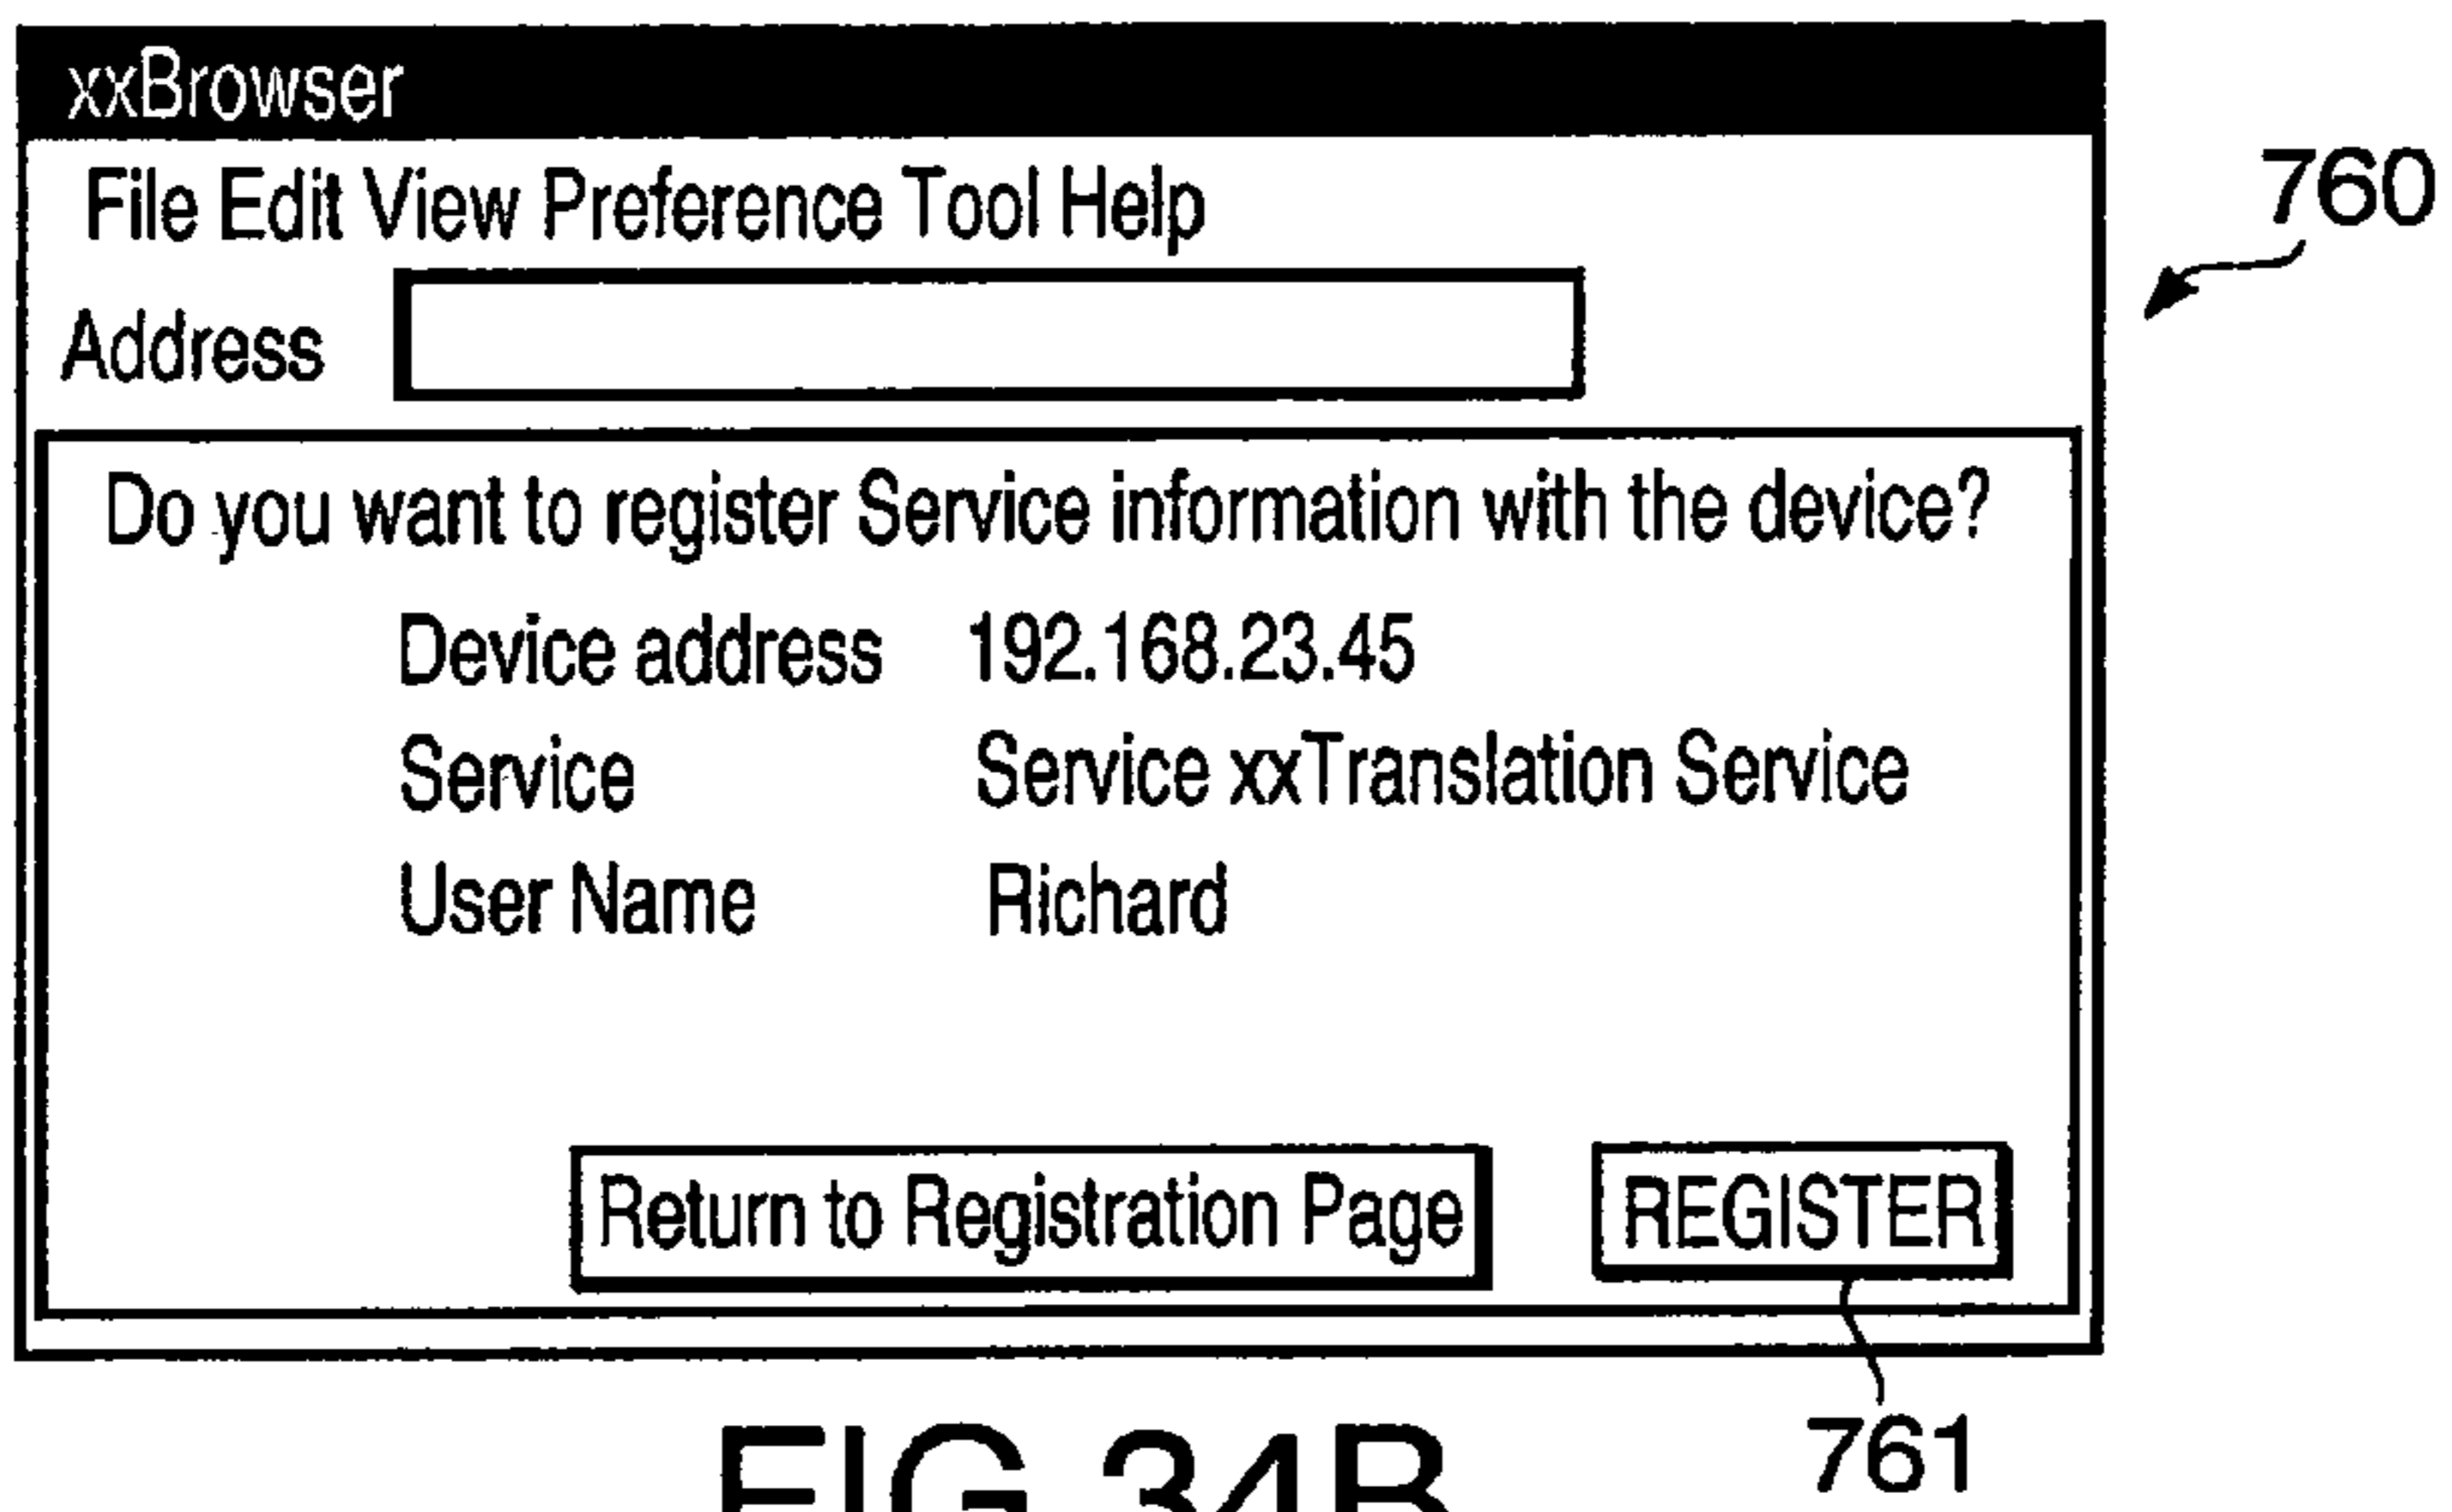 xxBrowser
File Edit View Preference Tool Help
760
Address
Do you want to register Service information with the device?
Device address 192.168.23.45
Service Service xxTranslation Service
User Name Richard
Return to Registration Page REGISTER
761
FIG 34B